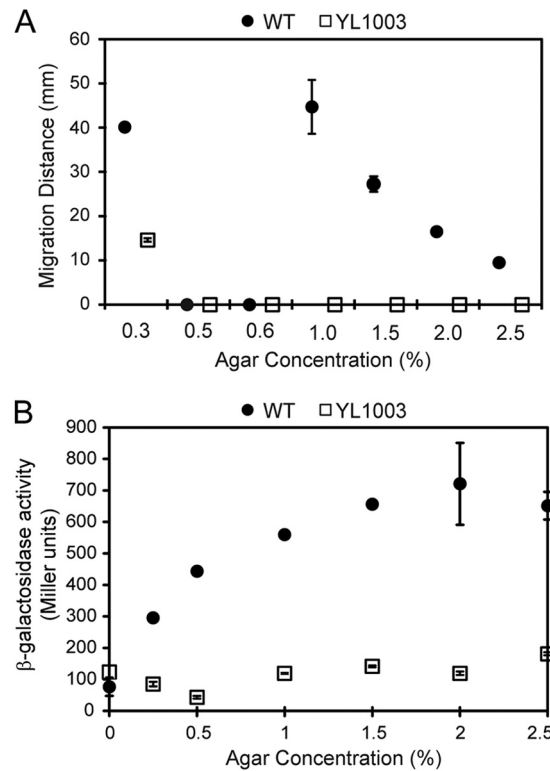 A
● WT □ YL1003
Migration Distance (mm)
60
50
40
30
20
10
0
0.3 0.5 0.6 1.0 1.5 2.0 2.5
Agar Concentration (%)
B
● WT □ YL1003
β-galactosidase activity
(Miller units)
900
800
700
600
500
400
300
200
100
0
0 0.5 1 1.5 2 2.5
Agar Concentration (%)